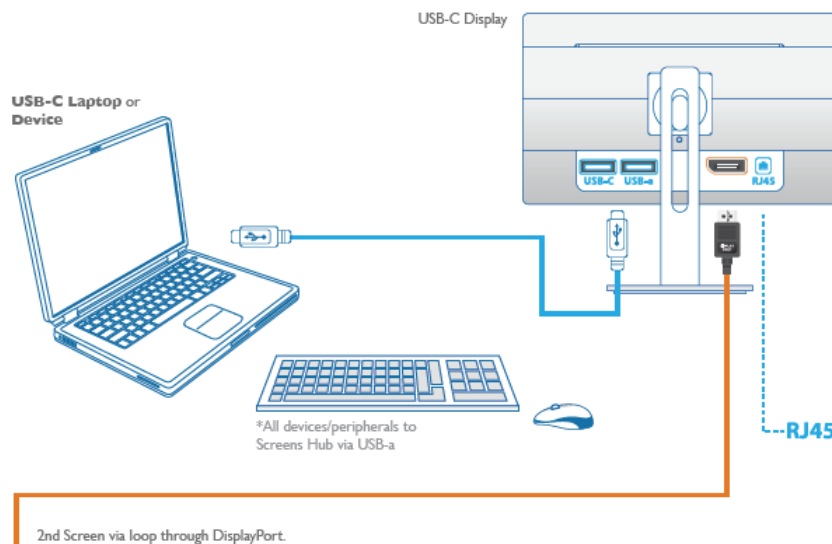 USB-C Display
USB-C Laptop or
Device
USB-C USB-a RJ45
*All devices/peripherals to
Screens Hub via USB-a
RJ45
2nd Screen via loop through DisplayPort.